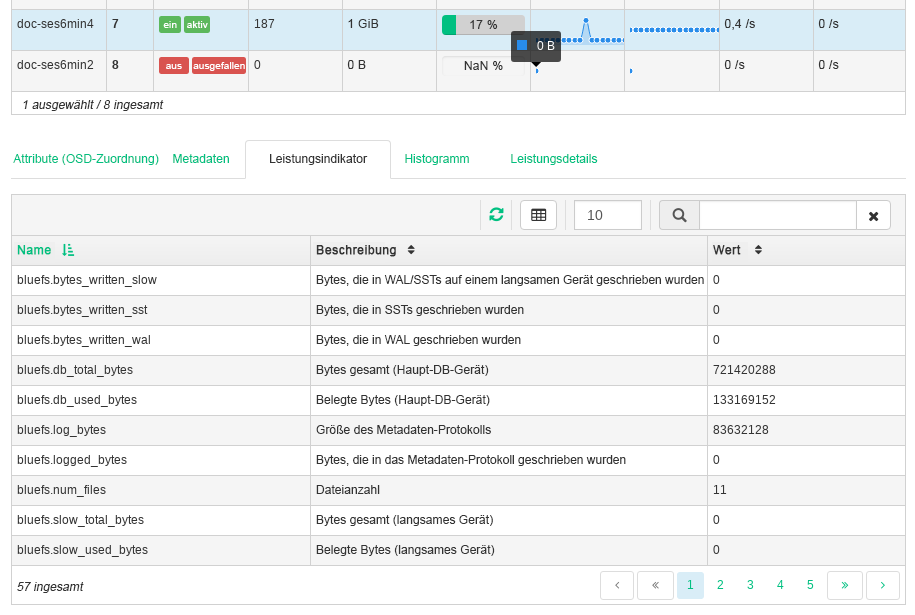 doc-ses6min4 7 ein aktiv 187 1 GiB 17 % 0,4 /s 0 /s
0 B
doc-ses6min2 8 aus ausgefallen 0 0 B NaN % 0 /s 0 /s
1 ausgewählt / 8 ingesamt
Attribute (OSD-Zuordnung) Metadaten Leistungsindikator Histogramm Leistungsdetails
10
Name Beschreibung Wert
bluefs.bytes_written_slow Bytes, die in WAL/SSTs auf einem langsamen Gerät geschrieben wurden 0
bluefs.bytes_written_sst Bytes, die in SSTs geschrieben wurden 0
bluefs.bytes_written_wal Bytes, die in WAL geschrieben wurden 0
bluefs.db_total_bytes Bytes gesamt (Haupt-DB-Gerät) 721420288
bluefs.db_used_bytes Belegte Bytes (Haupt-DB-Gerät) 133169152
bluefs.log_bytes Größe des Metadaten-Protokolls 83632128
bluefs.logged_bytes Bytes, die in das Metadaten-Protokoll geschrieben wurden 0
bluefs.num_files Dateianzahl 11
bluefs.slow_total_bytes Bytes gesamt (langsames Gerät) 0
bluefs.slow_used_bytes Belegte Bytes (langsames Gerät) 0
57 ingesamt ‹ « 1 2 3 4 5 » ›